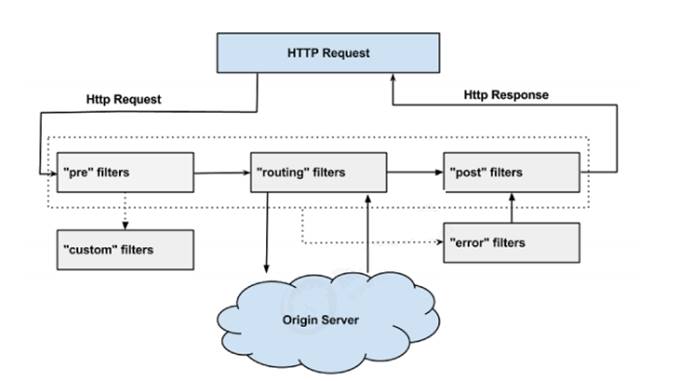 HTTP Request
Http Request
Http Response
"pre" filters
"routing" filters
"post" filters
"custom" filters
"error" filters
Origin Server